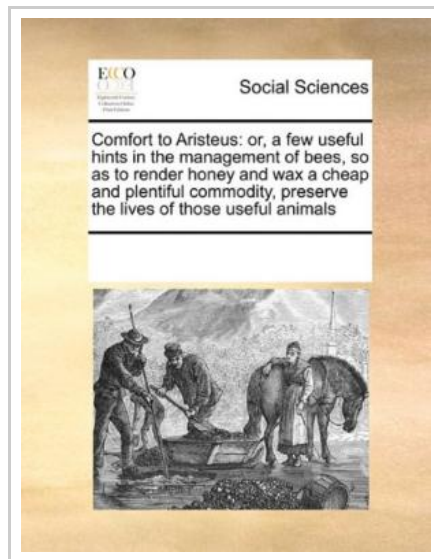 ECCO
Social Sciences
Comfort to Aristeus: or, a few useful
hints in the management of bees, so
as to render honey and wax a cheap
and plentiful commodity, preserve
the lives of those useful animals